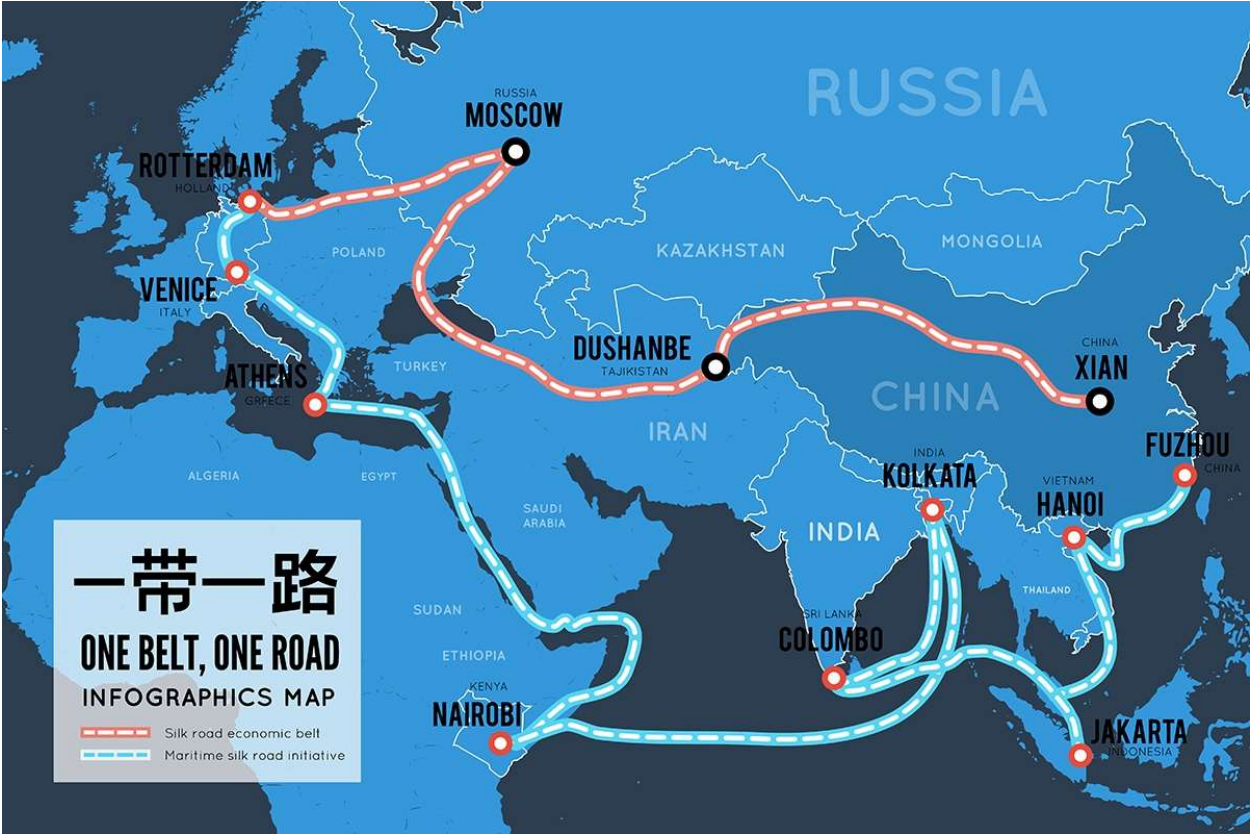 RUSSIA
RUSSIA
MOSCOW
ROTTERDAM
HOLLAND
POLAND
KAZAKHSTAN
MONGOLIA
VENICE
ITALY
DUSHANBE
TAJIKISTAN
TURKEY
ATHENS
GREECE
CHINA
XIAN
CHINA
IRAN
FUZHOU
CHINA
ALGERIA
EGYPT
INDIA
KOLKATA
VIETNAM
HANOI
SAUDI
ARABIA
INDIA
THAILAND
SUDAN
SRI LANKA
COLOMBO
ETHIOPIA
KENYA
NAIROBI
JAKARTA
INDONESIA
一带一路
ONE BELT, ONE ROAD
INFOGRAPHICS MAP
Silk road economic belt
Maritime silk road initiative